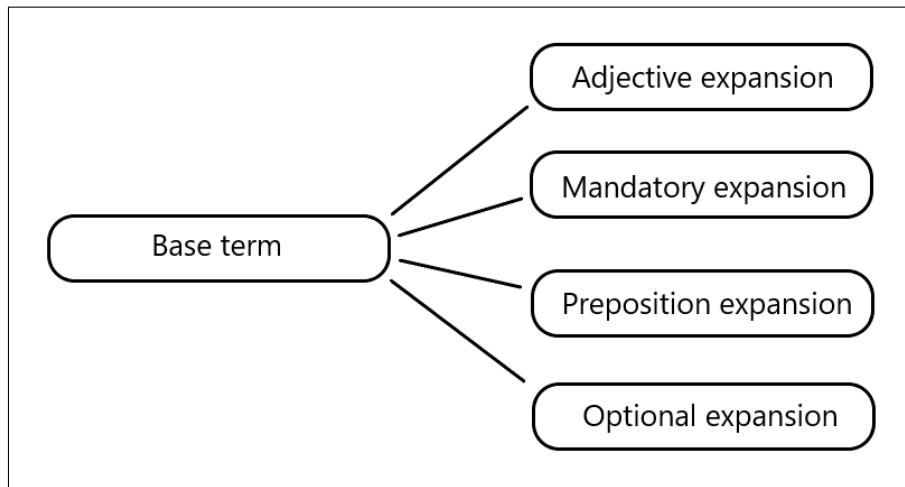 Adjective expansion
Mandatory expansion
Base term
Preposition expansion
Optional expansion